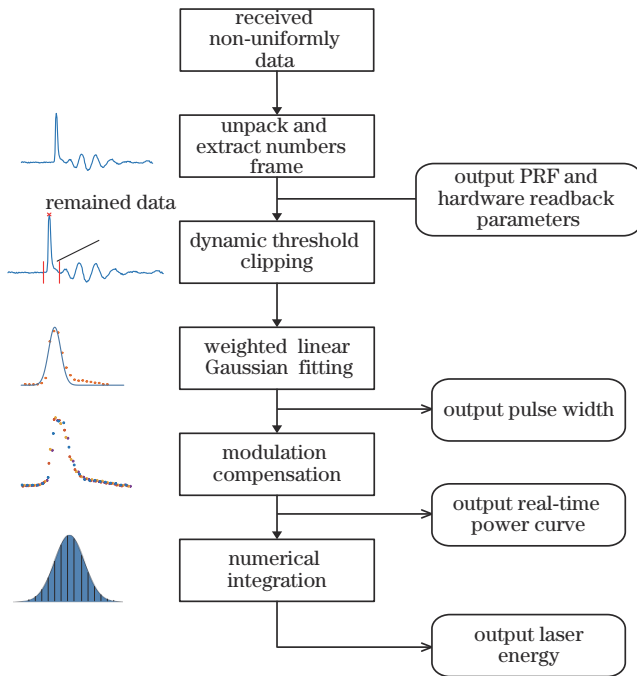 received
non-uniformly
data
unpack and
extract numbers
frame
output PRF and
hardware readback
parameters
remained data
dynamic threshold
clipping
weighted linear
Gaussian fitting
output pulse width
modulation
compensation
output real-time
power curve
numerical
integration
output laser
energy